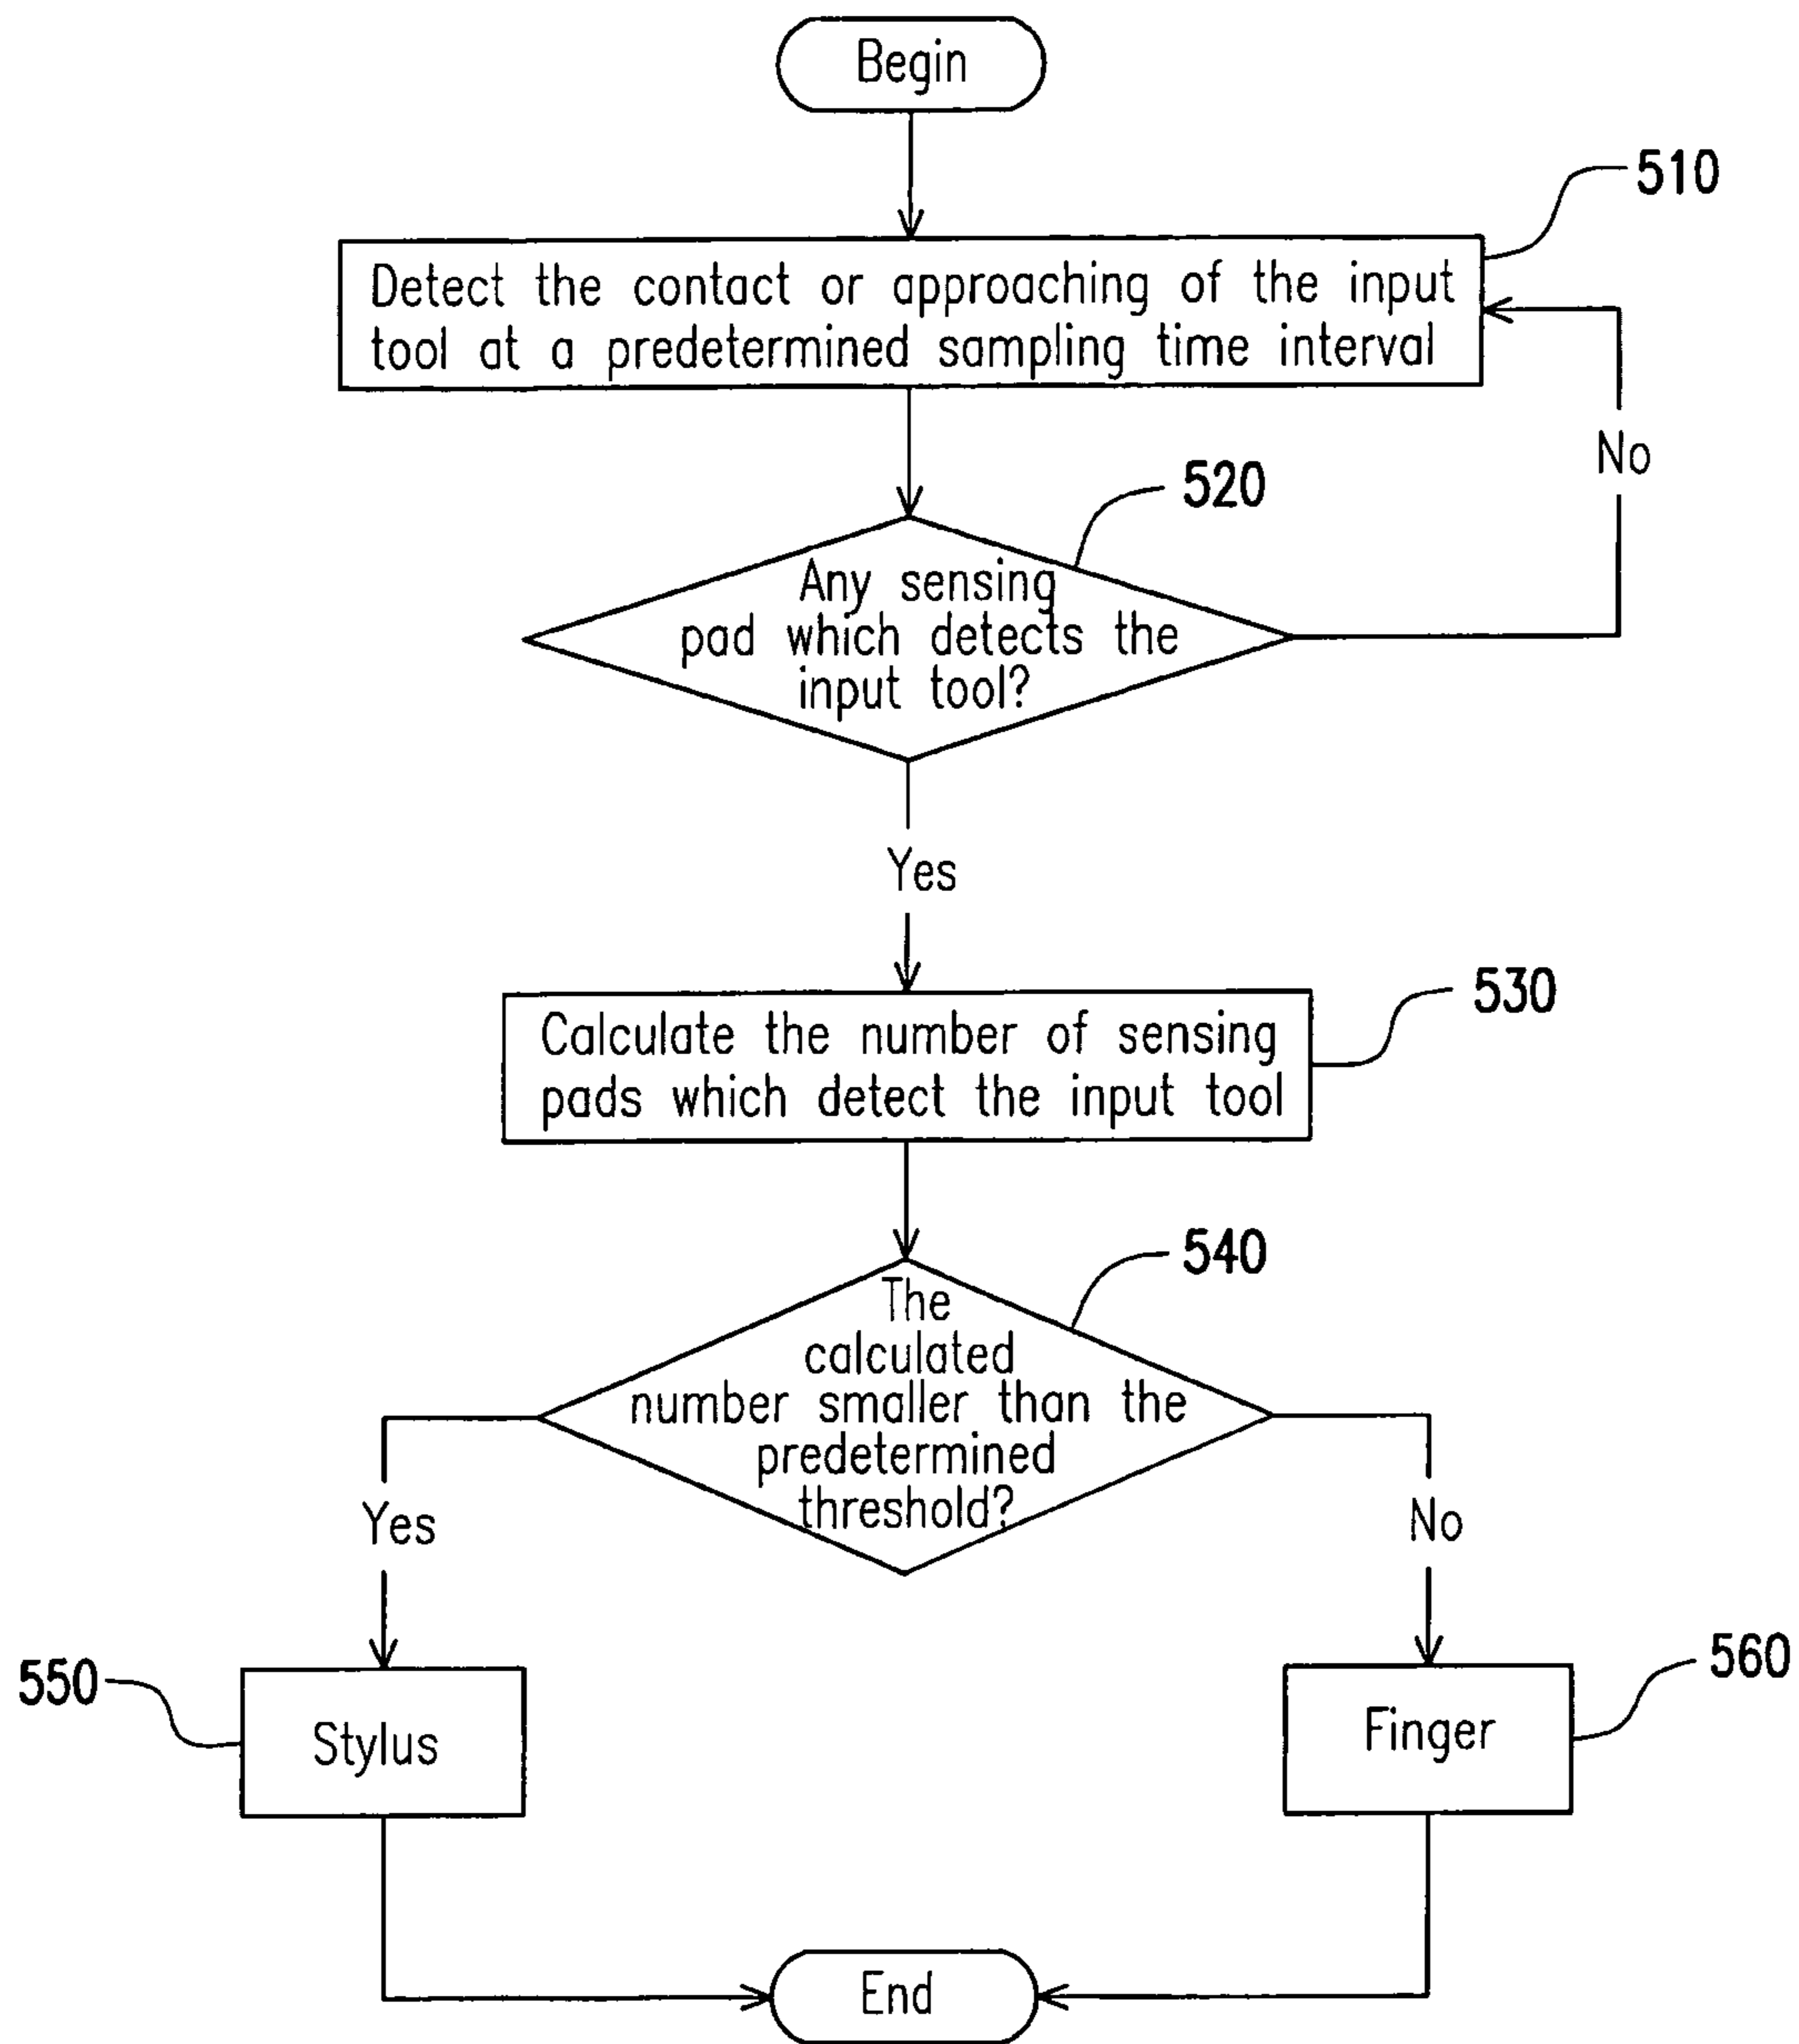 Begin
510
Detect the contact or approaching of the input
tool at a predetermined sampling time interval
No
520
Any sensing
pad which detects the
input tool?
Yes
530
Calculate the number of sensing
pads which detect the input tool
540
The
calculated
number smaller than the
predetermined
threshold?
Yes
No
550
Stylus
560
Finger
End